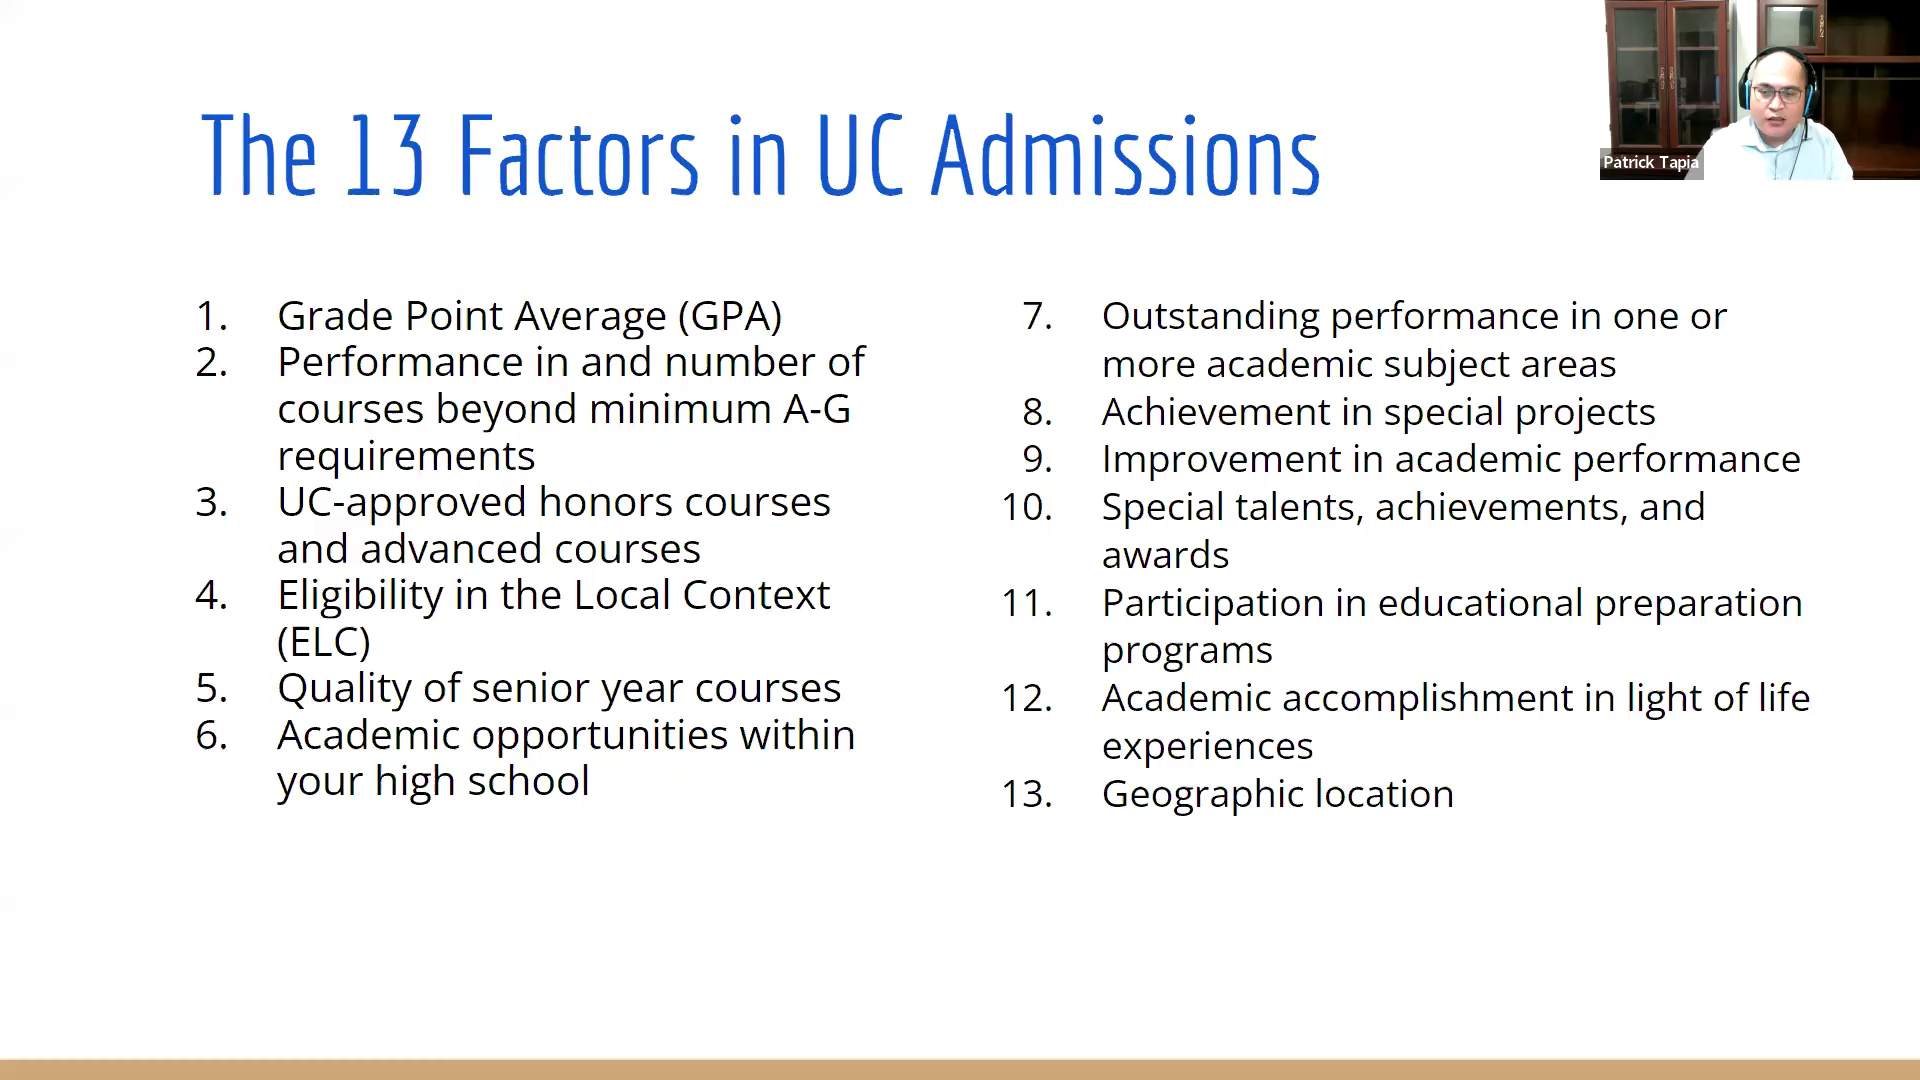 The 13 Factors in UC Admissions
Patrick Tapia
1. Grade Point Average (GPA)
2. Performance in and number of
courses beyond minimum A-G
requirements
3. UC-approved honors courses
and advanced courses
4. Eligibility in the Local Context
(ELC)
5. Quality of senior year courses
6. Academic opportunities within
your high school
7. Outstanding performance in one or
more academic subject areas
8. Achievement in special projects
9. Improvement in academic performance
10. Special talents, achievements, and
awards
11. Participation in educational preparation
programs
12. Academic accomplishment in light of life
experiences
13. Geographic location